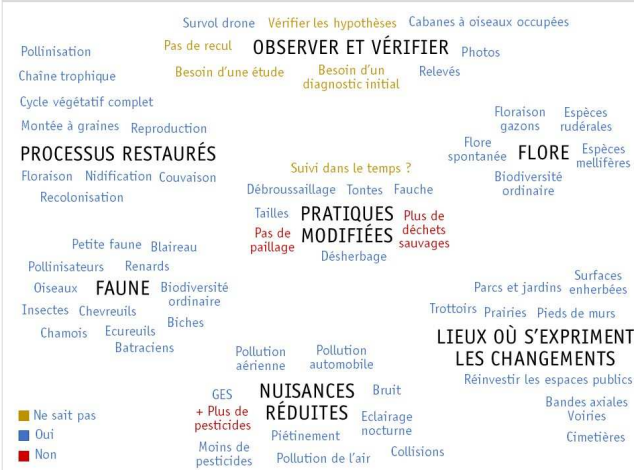 Survol drone
Vérifier les hypothèses
Cabanes à oiseaux occupées
Pas de recul
OBSERVER ET VÉRIFIER
Photos
Besoin d'une étude
Besoin d'un
diagnostic initial
Relevés
Pollinisation
Chaîne trophique
Cycle végétatif complet
Montée à graines
Reproduction
PROCESSUS RESTAURÉS
Floraison
Nidification
Couvaison
Recolonisation
Floraison
gazons
Espèces
rudérales
Flore
spontanée
FLORE
Espèces
mellifères
Biodiversité
ordinaire
Suivi dans le temps ?
Débroussaillage
Tontes
Fauche
Tailles
PRATIQUES
MODIFIÉES
Plus de
déchets
sauvages
Pas de
paillage
Désherbage
Petite faune
Blaireau
Pollinisateurs
Renards
Oiseaux
FAUNE
Biodiversité
ordinaire
Insectes
Chevreuils
Biches
Chamois
Ecureuils
Batraciens
Surfaces
enherbées
Parcs et jardins
Trottoirs
Prairies
Pieds de murs
LIEUX OÙ S'EXPRIMENT
LES CHANGEMENTS
Réinvestir les espaces publics
Bandes axiales
Voiries
Cimetières
Pollution
aérienne
Pollution
automobile
GES
NUISANCES
RÉDUITES
Bruit
+ Plus de
pesticides
Eclairage
nocturne
Piétinement
Moins de
pesticides
Pollution de l'air
Collisions
Ne sait pas
Oui
Non